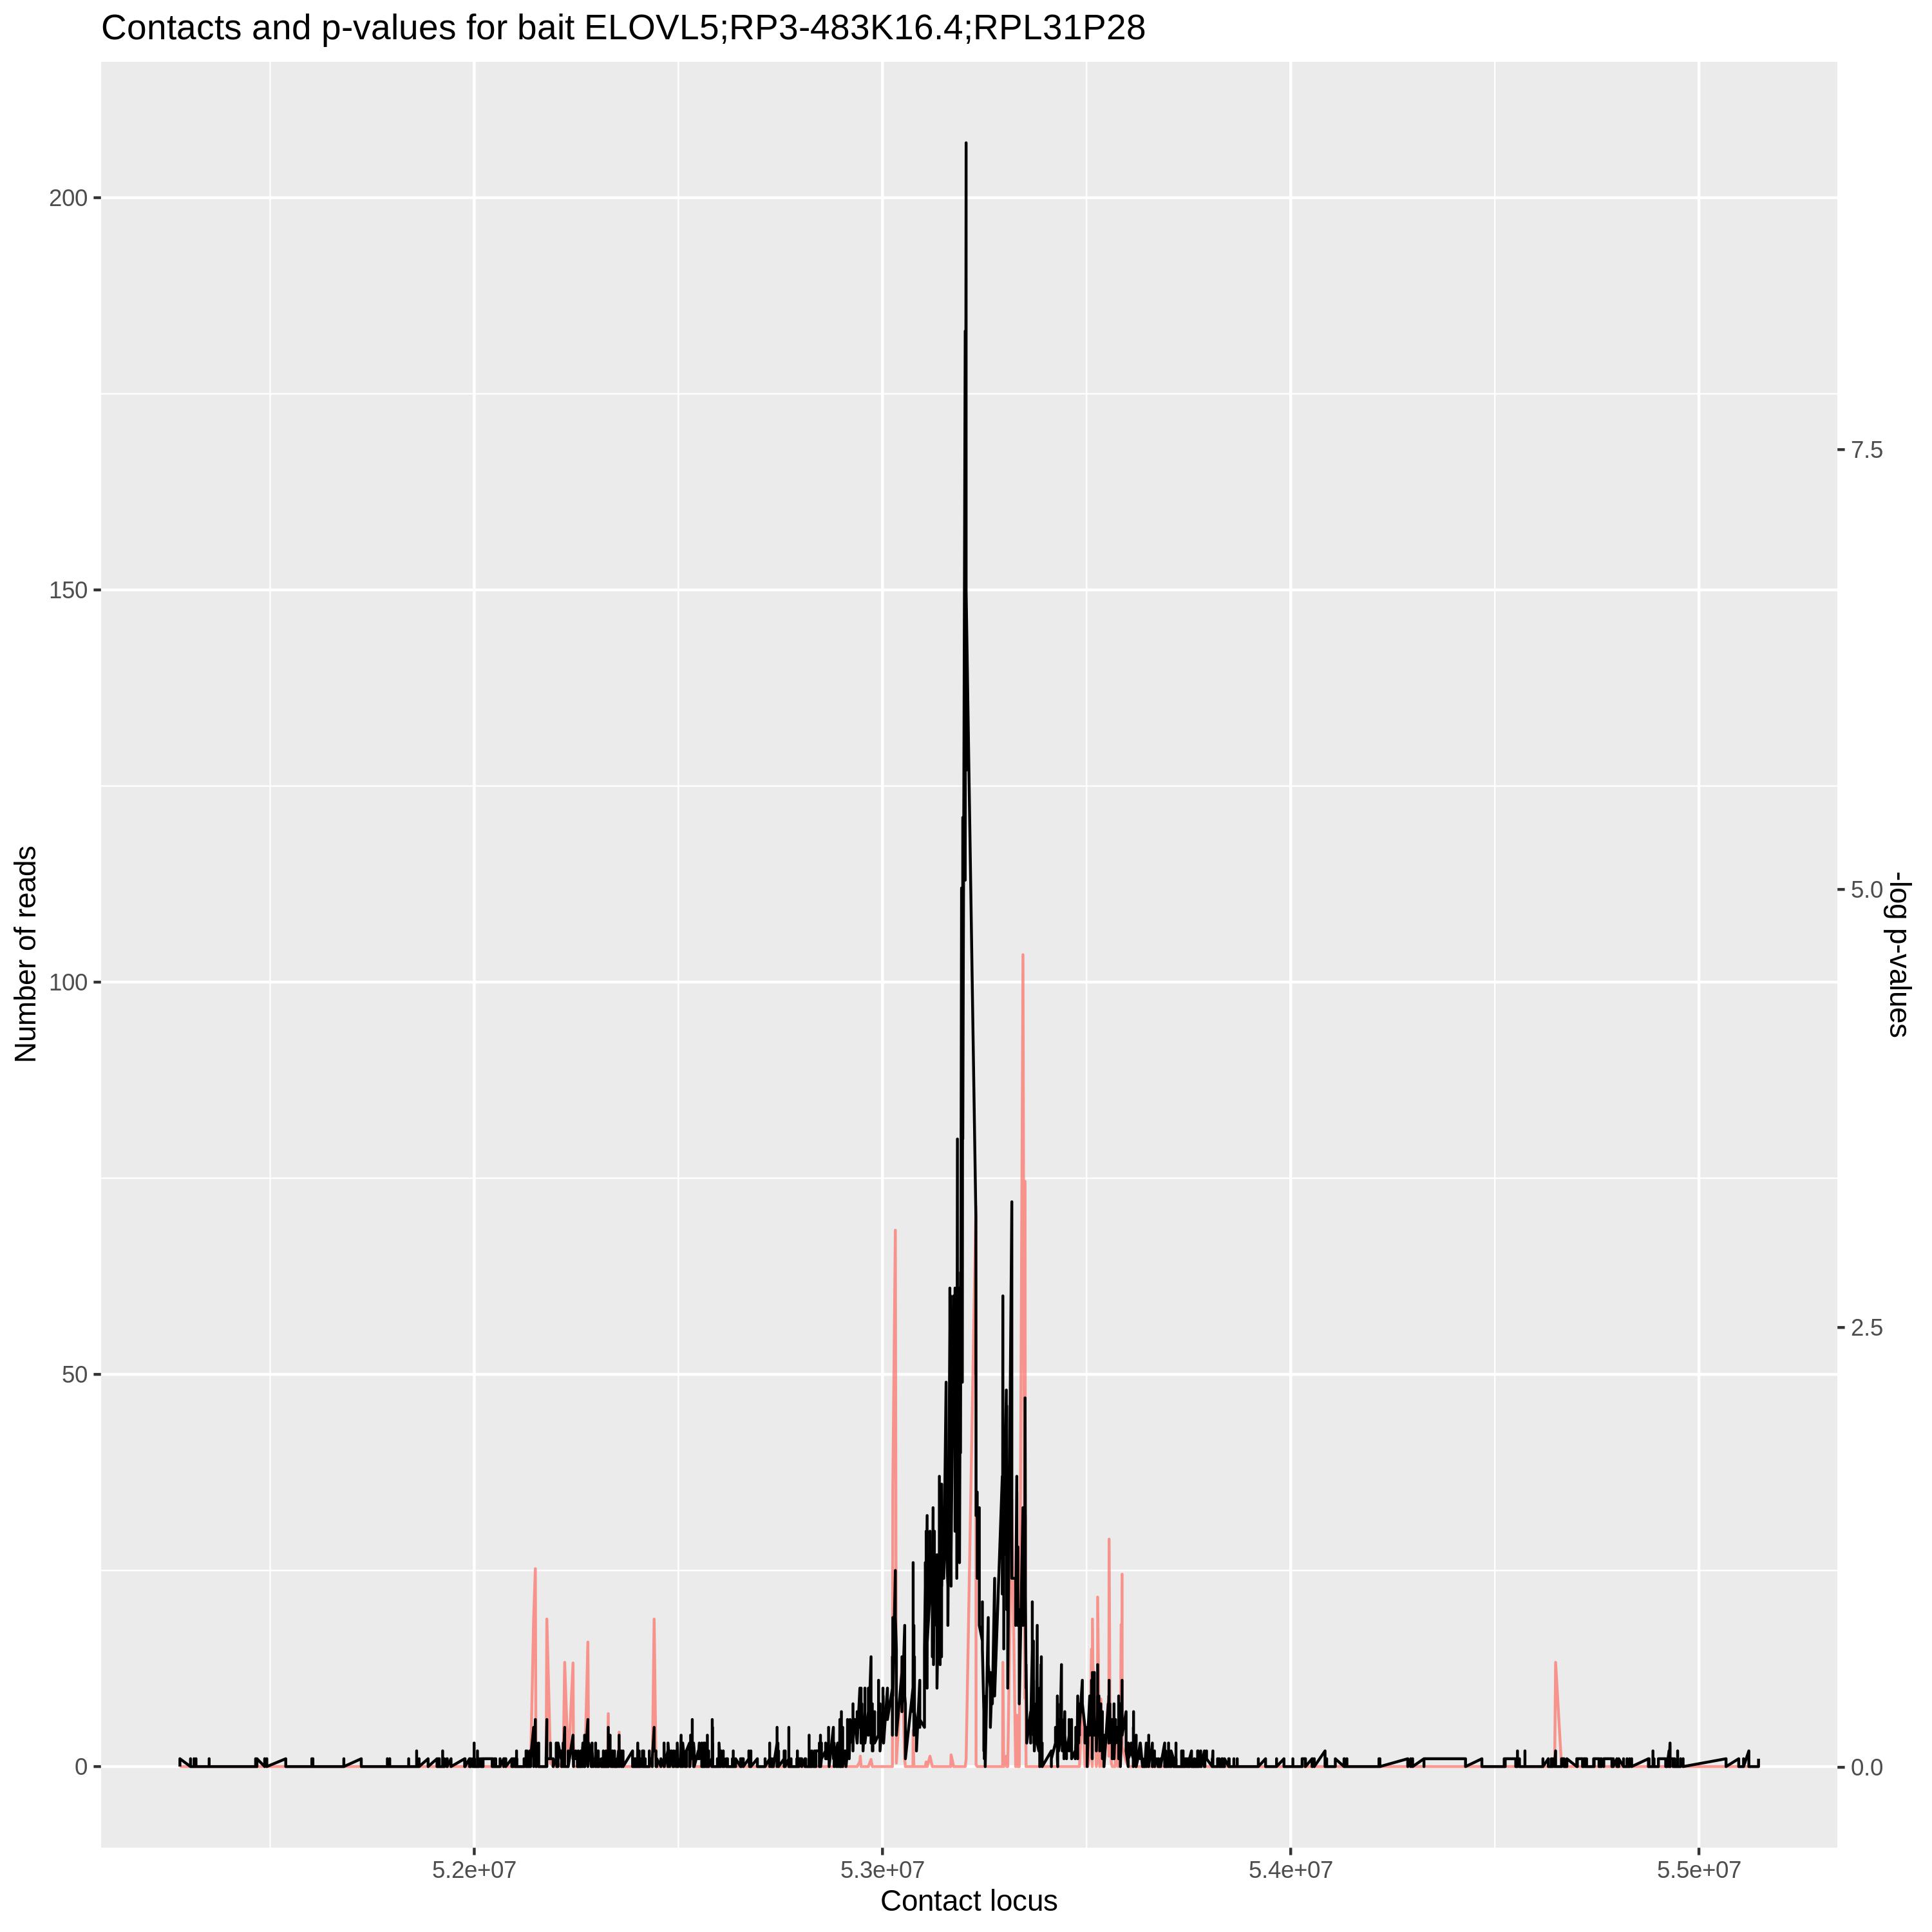 Contacts and p-values for bait ELOVL5;RP3-483K16.4;RPL31P28
200
150
100
50
0
Number of reads
7.5
5.0
2.5
0.0
-log p-values
5.2e+07
5.3e+07
5.4e+07
5.5e+07
Contact locus